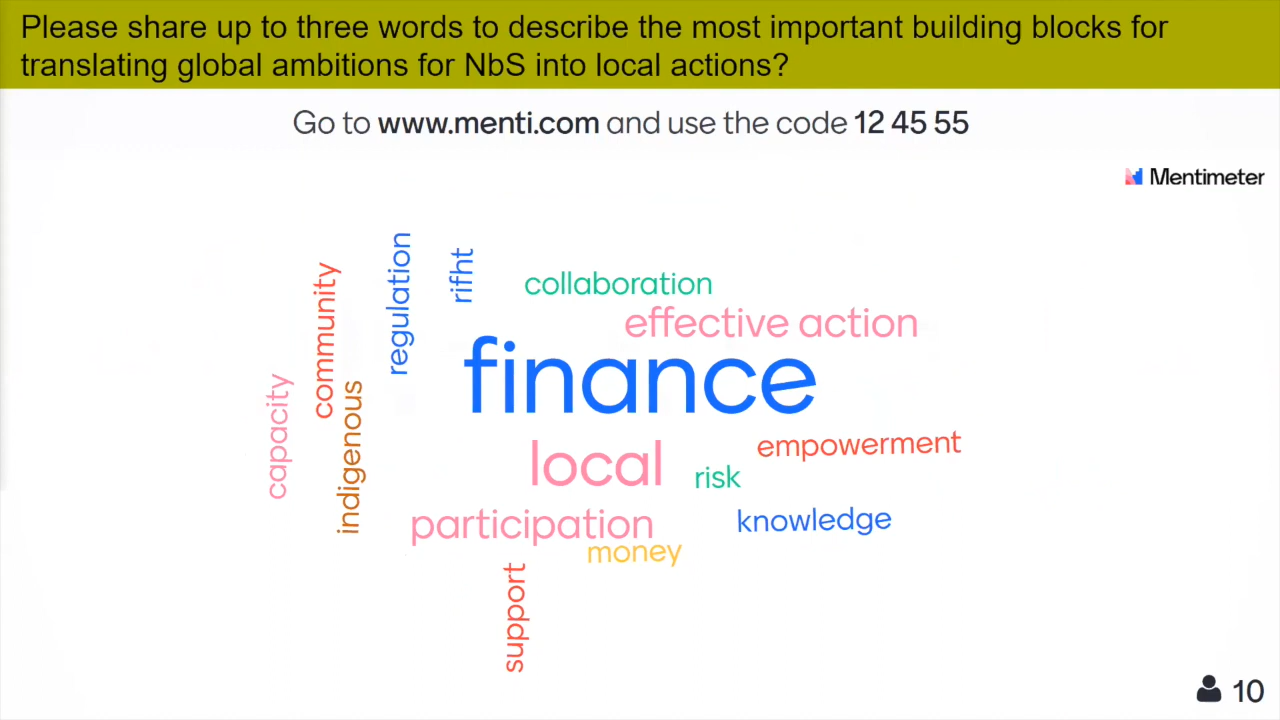 Please share up to three words to describe the most important building blocks for
translating global ambitions for NbS into local actions?
Go to www.menti.com and use the code 12 45 55
Mentimeter
regulation
rifht
community
collaboration
effective action
finance
capacity
indigenous
local
empowerment
risk
participation
knowledge
money
support
10